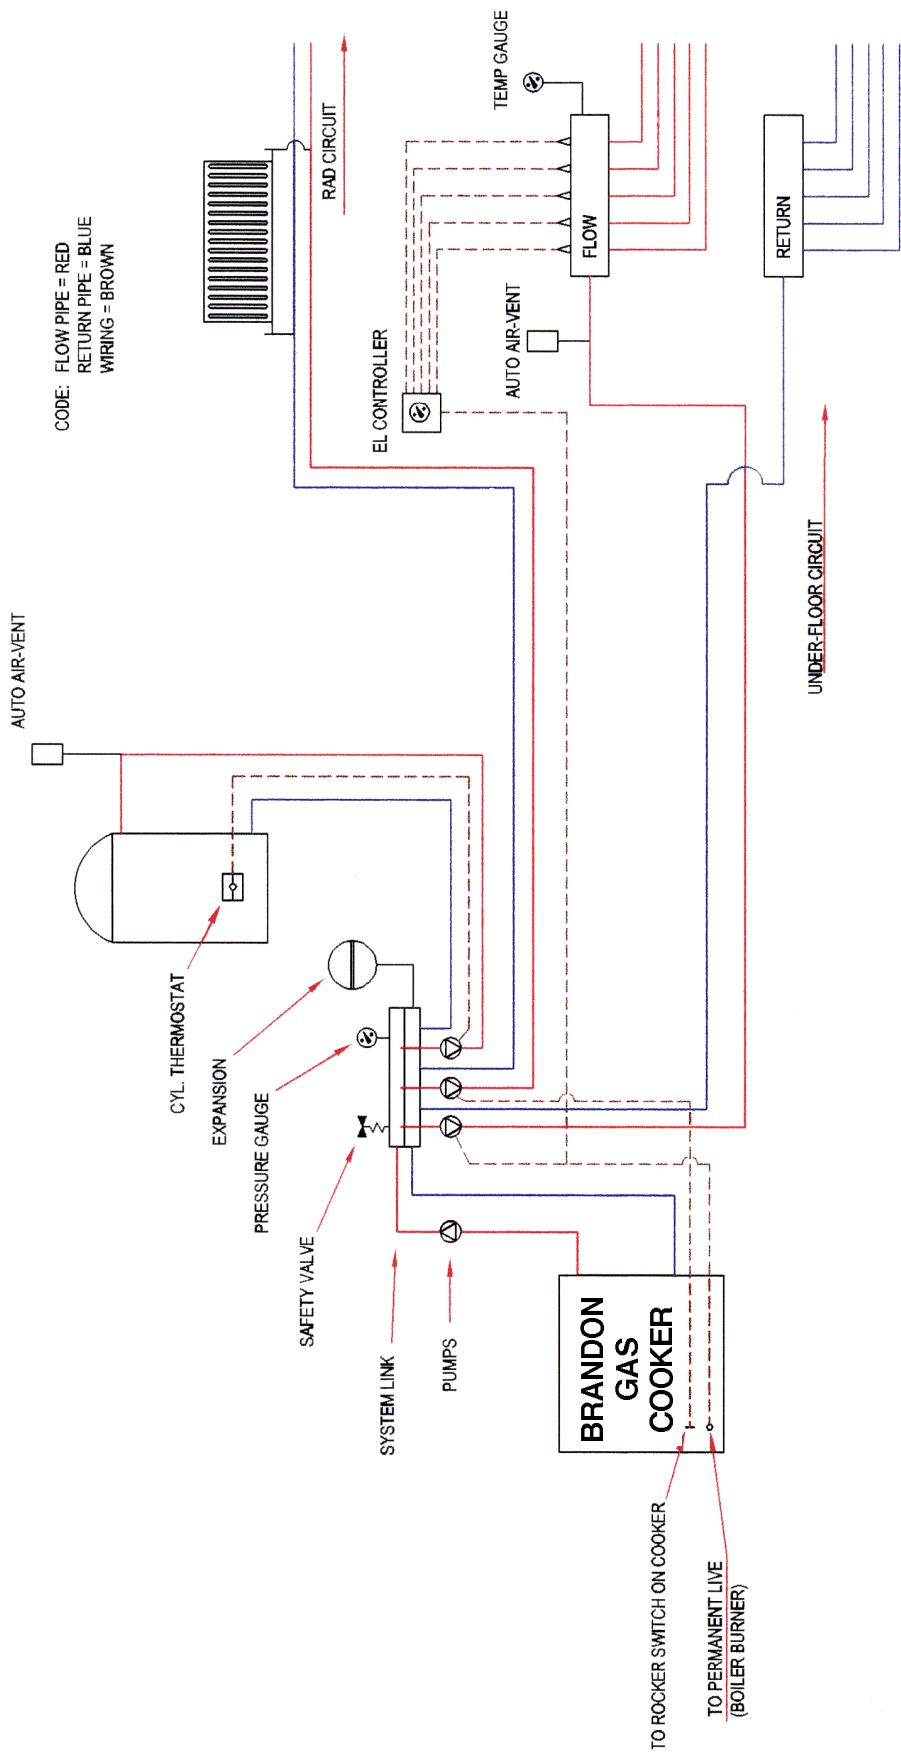 CODE: FLOW PIPE = RED
RETURN PIPE = BLUE
WIRING = BROWN
AUTO AIR-VENT
CYL. THERMOSTAT
EXPANSION
PRESSURE GAUGE
SAFETY VALVE
SYSTEM LINK
PUMPS
RAD CIRCUIT
EL CONTROLLER
TEMP GAUGE
AUTO AIR-VENT
FLOW
RETURN
UNDER-FLOOR CIRCUIT
BRANDON
GAS
COOKER
TO ROCKER SWITCH ON COOKER
TO PERMANENT LIVE
(BOILER BURNER)